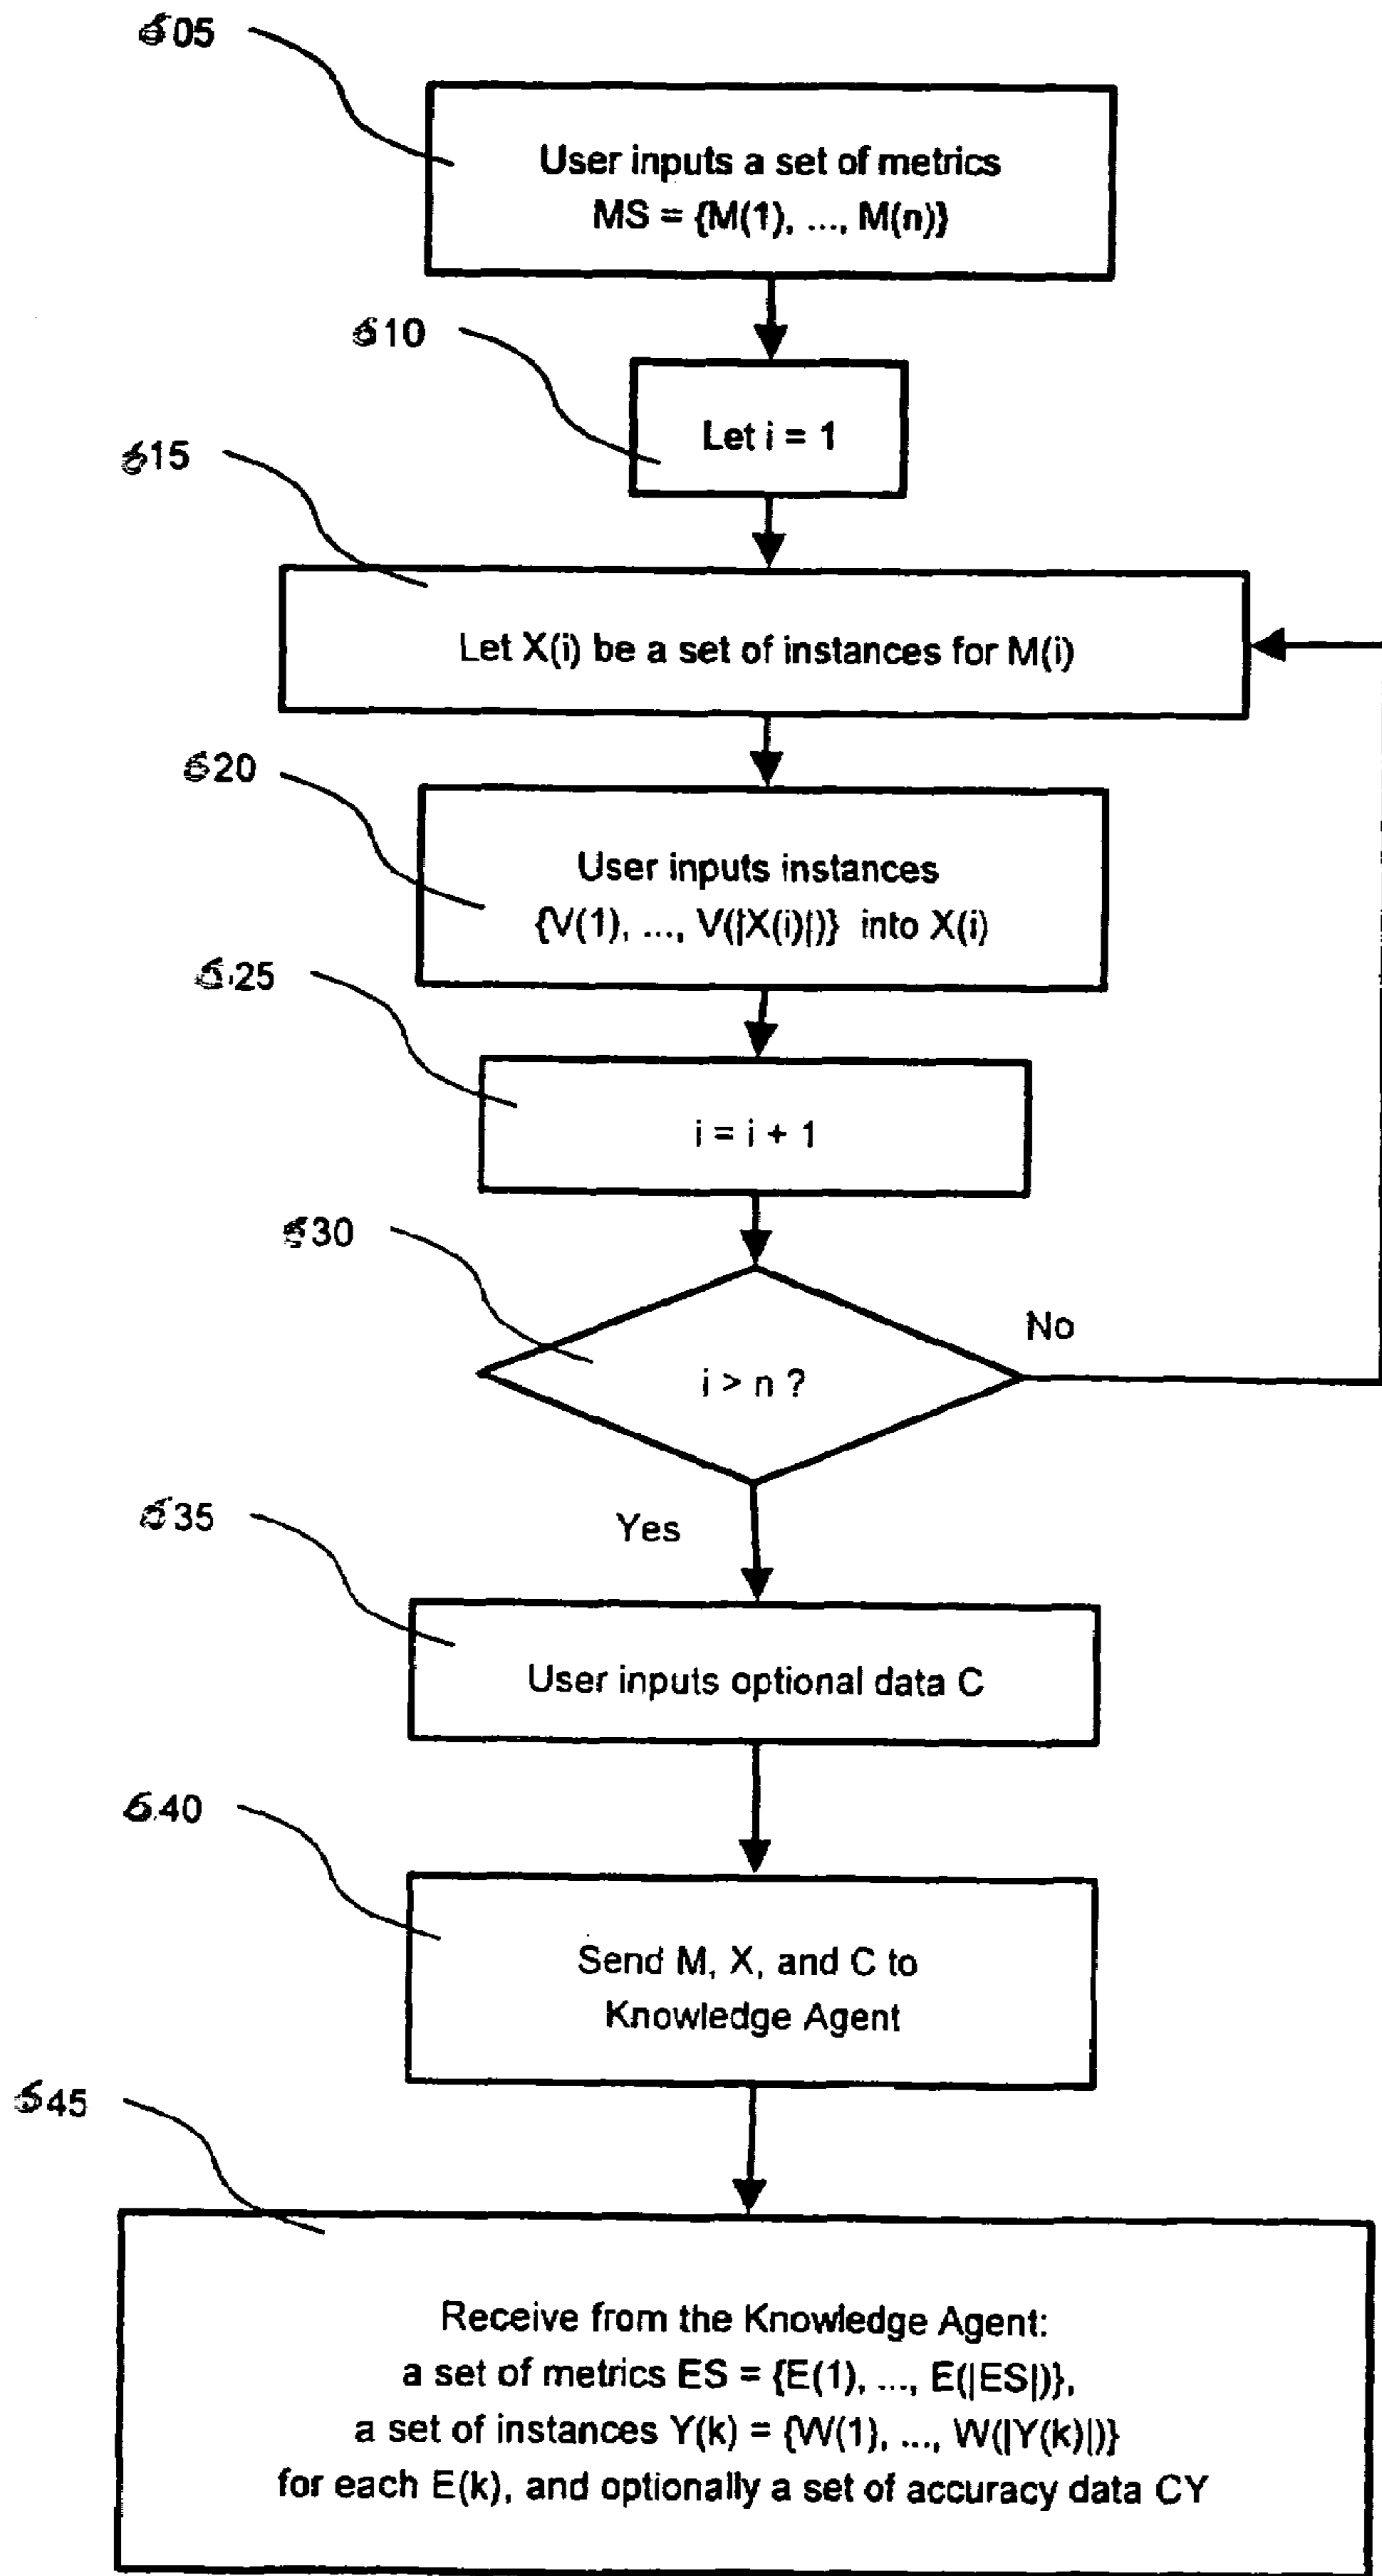 605
User inputs a set of metrics
MS = {M(1), ..., M(n)}
610
Let i = 1
615
Let X(i) be a set of instances for M(i)
620
User inputs instances
{V(1), ..., V(|X(i)|)} into X(i)
625
i = i + 1
630
i > n ?
No
Yes
635
User inputs optional data C
640
Send M, X, and C to
Knowledge Agent
645
Receive from the Knowledge Agent:
a set of metrics ES = {E(1), ..., E(|ES|)},
a set of instances Y(k) = {W(1), ..., W(|Y(k)|)}
for each E(k), and optionally a set of accuracy data CY